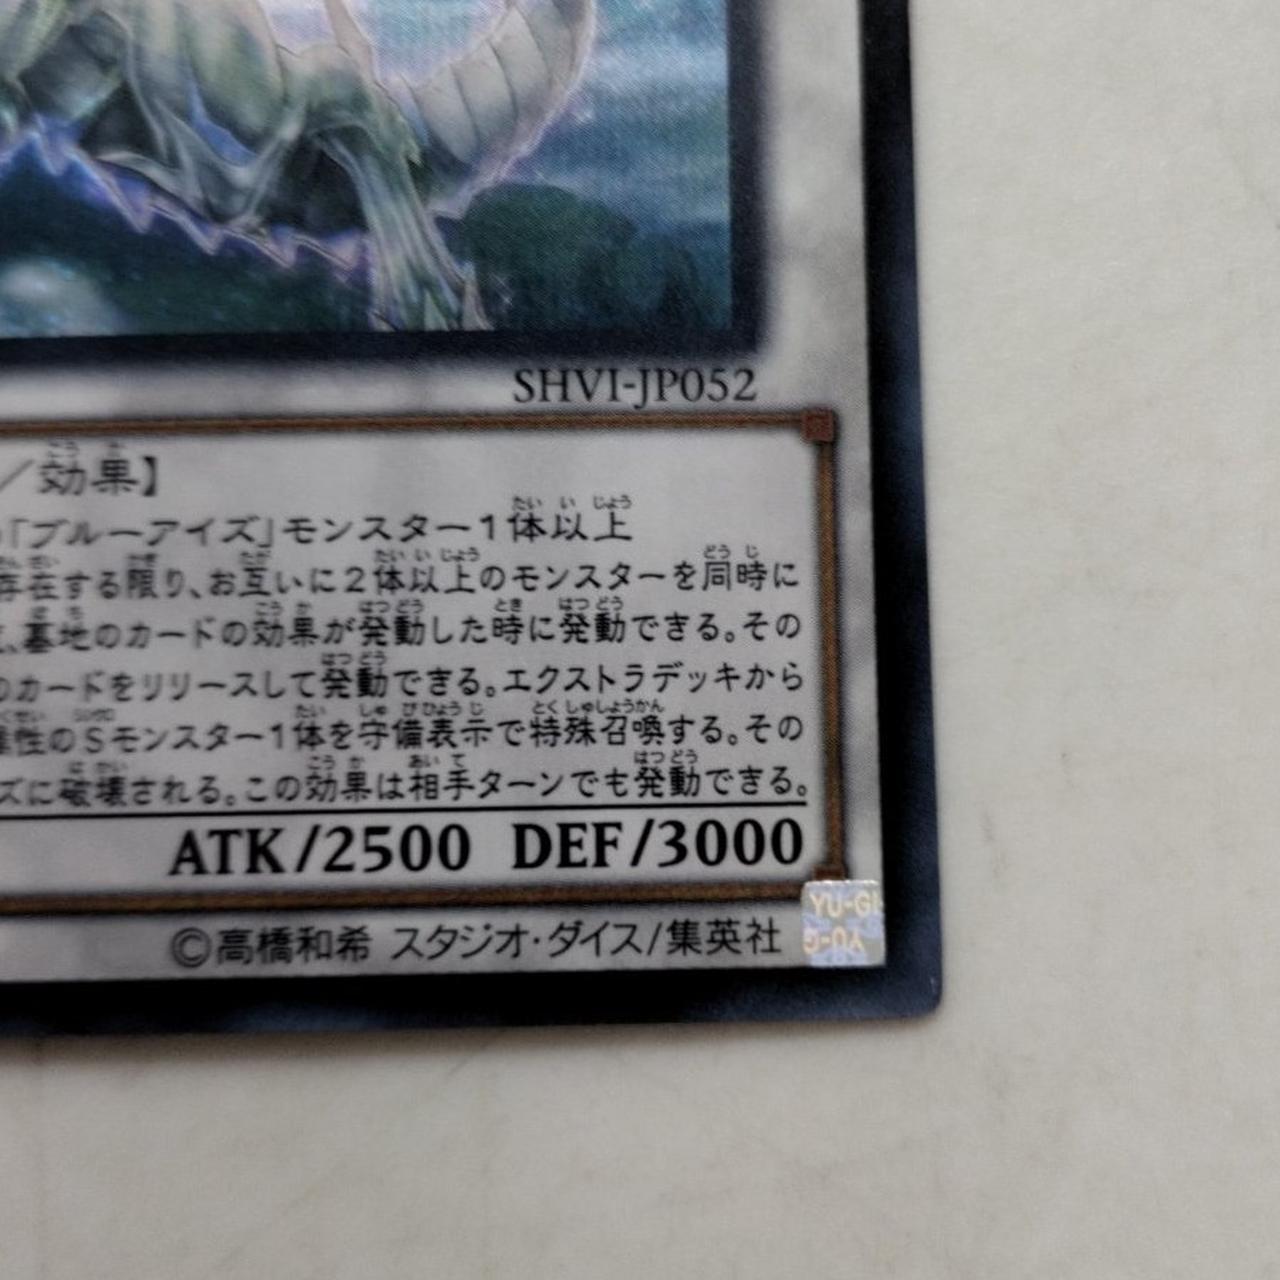 SHVI-JP052
／効果】
「ブルーアイズ」モンスター1体以上
存在する限り、お互いに2体以上のモンスターを同時に
、墓地のカードの効果が発動した時に発動できる。その
のカードをリリースして発動できる。エクストラデッキから
属性のSモンスター1体を守備表示で特殊召喚する。その
ズに破壊される。この効果は相手ターンでも発動できる。
ATK/2500 DEF/3000
©高橋和希 スタジオ・ダイス/集英社
YU-GI
YU-G